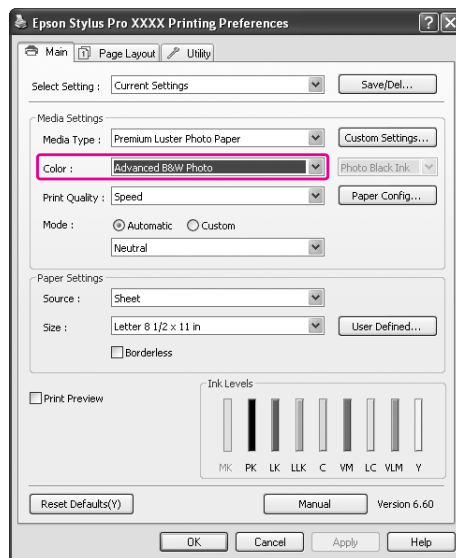 Epson Stylus Pro XXXX Printing Preferences
Main Page Layout Utility
Select Setting : Current Settings Save/Del...
Media Settings
Media Type : Premium Luster Photo Paper Custom Settings...
Color : Advanced B&W Photo Photo Black Ink
Print Quality : Speed Paper Config...
Mode : Automatic Custom
Neutral
Paper Settings
Source : Sheet
Size : Letter 8 1/2 x 11 in User Defined...
Borderless
Print Preview
Ink Levels
MK PK LK LLK C VM LC VLM Y
Reset Defaults(Y) Manual Version 6.60
OK Cancel Apply Help